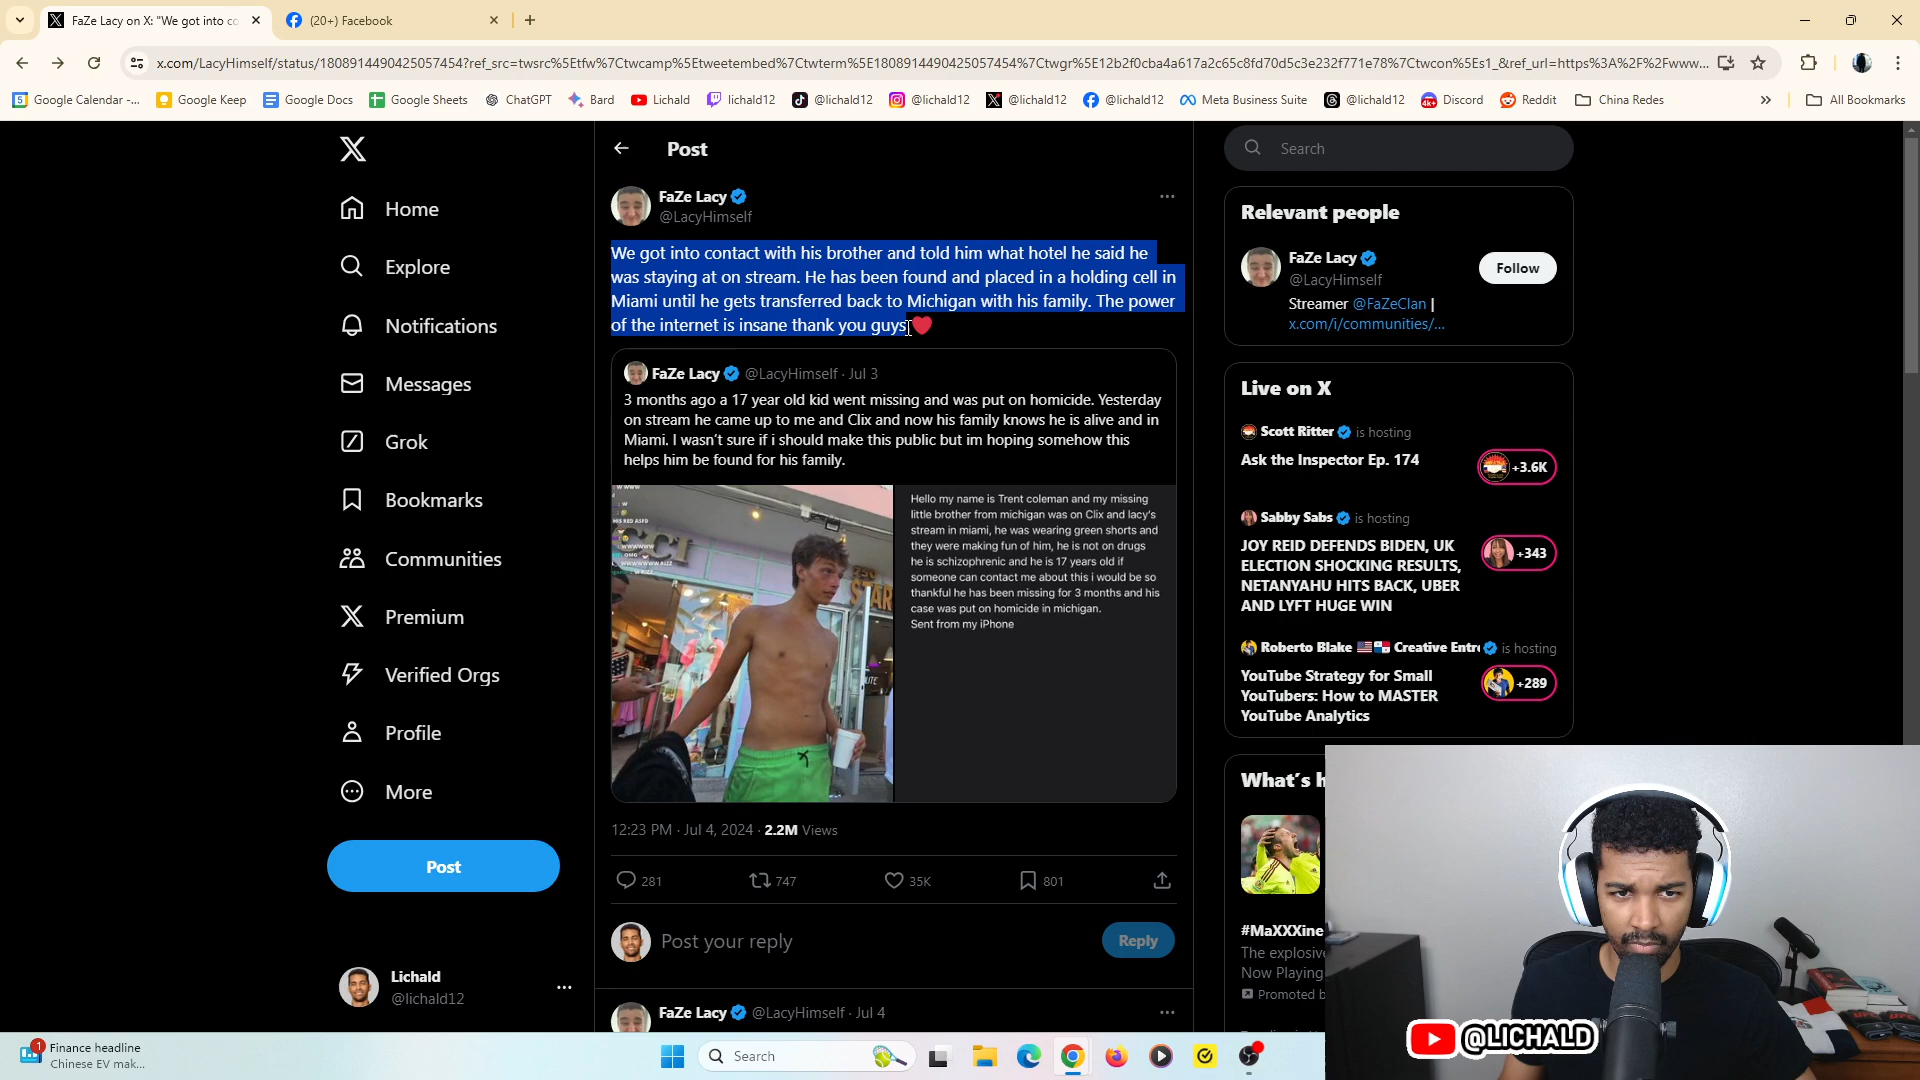 FaZe Lacy on X: "We got into co
(20+) Facebook
x.com/LacyHimself/status/1808914490425057454?ref_src=twsrc%5Etfw%7Ctwcamp%5Etweetembed%7Ctwterm%5E1808914490425057454%7Ctwgr%5E12b2f0cba4a617a2c65c8fd70d5c3e232f771e78%7Ctwcon%5Es1_&ref_url=https%3A%2F%2Fwww...
Google Calendar -...
Google Keep
Google Docs
Google Sheets
ChatGPT
Bard
Lichald
lichald12
@lichald12
@lichald12
@lichald12
@lichald12
Meta Business Suite
@lichald12
Discord
Reddit
China Redes
All Bookmarks
Home
Explore
Notifications
Messages
Grok
Bookmarks
Communities
Premium
Verified Orgs
Profile
More
Post
Lichald
@lichald12
Post
FaZe Lacy
@LacyHimself
We got into contact with his brother and told him what hotel he said he
was staying at on stream. He has been found and placed in a holding cell in
Miami until he gets transferred back to Michigan with his family. The power
of the internet is insane thank you guys❤️
FaZe Lacy @LacyHimself · Jul 3
3 months ago a 17 year old kid went missing and was put on homicide. Yesterday
on stream he came up to me and Clix and now his family knows he is alive and in
Miami. I wasn't sure if i should make this public but im hoping somehow this
helps him be found for his family.
Hello my name is Trent coleman and my missing
little brother from michigan was on Clix and lacy's
stream in miami, he was wearing green shorts and
they were making fun of him, he is not on drugs
he is schizophrenic and he is 17 years old if
someone can contact me about this i would be so
thankful he has been missing for 3 months and his
case was put on homicide in michigan.
Sent from my iPhone
12:23 PM · Jul 4, 2024 · 2.2M Views
281
747
35K
801
Post your reply
Reply
FaZe Lacy @LacyHimself · Jul 4
Search
Relevant people
FaZe Lacy
@LacyHimself
Follow
Streamer @FaZeClan |
x.com/i/communities/...
Live on X
Scott Ritter is hosting
Ask the Inspector Ep. 174
+3.6K
Sabby Sabs is hosting
JOY REID DEFENDS BIDEN, UK
ELECTION SHOCKING RESULTS,
NETANYAHU HITS BACK, UBER
AND LYFT HUGE WIN
+343
Roberto Blake 🇺🇸🇵🇦 Creative Entr is hosting
YouTube Strategy for Small
YouTubers: How to MASTER
YouTube Analytics
+289
What's h
#MaXXXine
The explosive
Now Playing
Promoted b
@LICHALD
1
Finance headline
Chinese EV mak...
Search